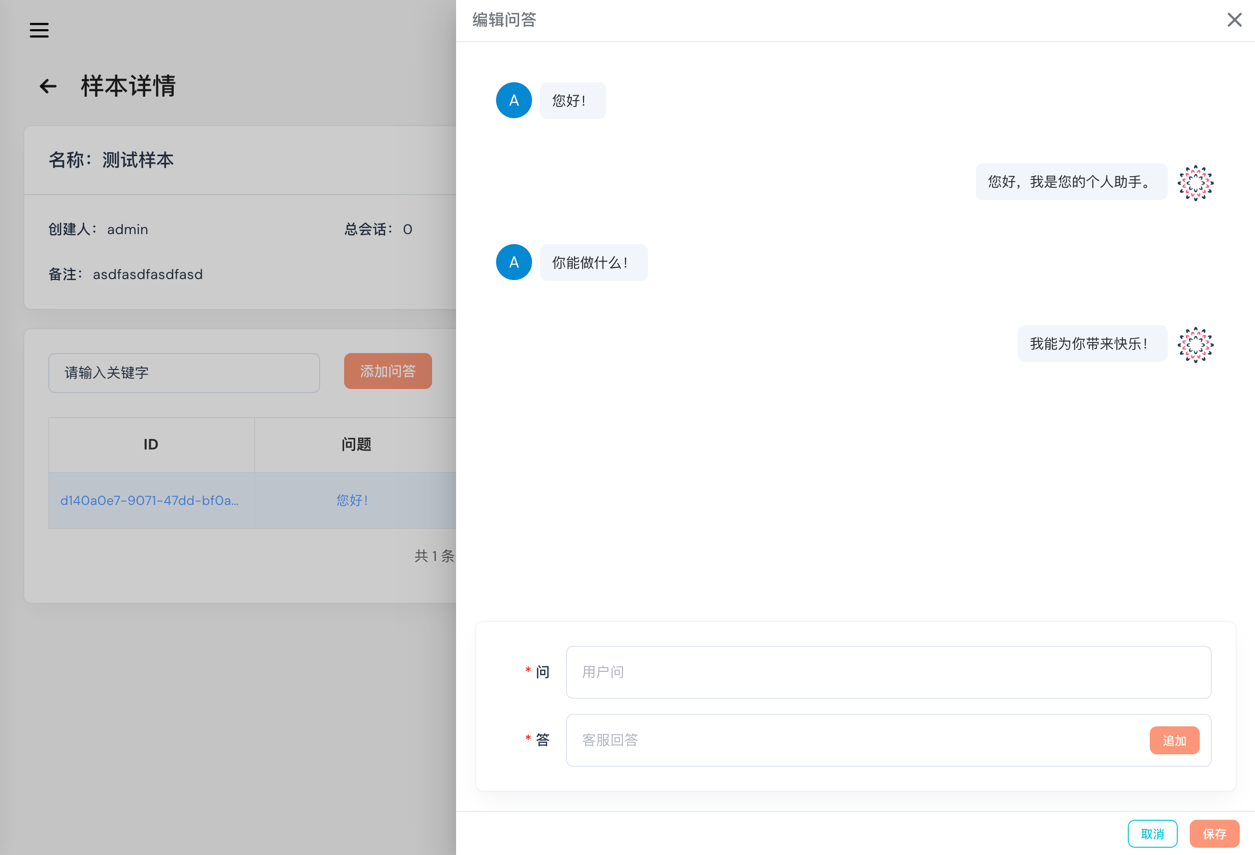 样本详情
名称：测试样本
创建人： admin
总会话： 0
备注： asdfasdfasdfasd
请输入关键字
添加问答
ID
问题
d140a0e7-9071-47dd-bf0a...
您好！
共 1 条
编辑问答
A
您好！
您好，我是您的个人助手。
A
你能做什么！
我能为你带来快乐！
* 问
用户问
* 答
客服回答
追加
取消
保存